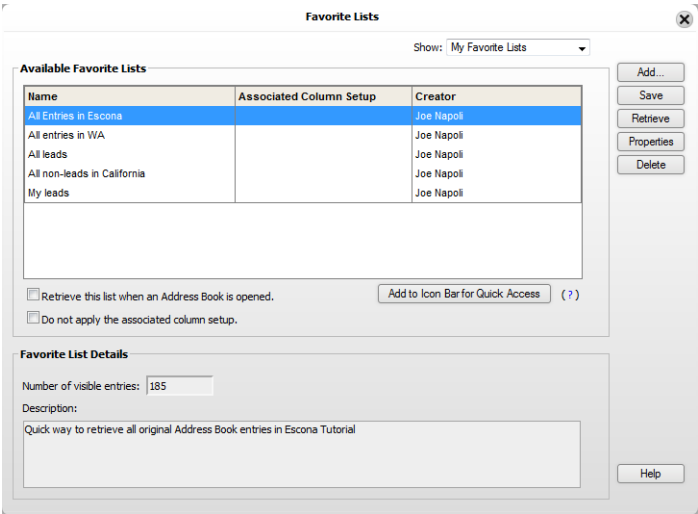 Favorite Lists
Show: My Favorite Lists
Available Favorite Lists
Name Associated Column Setup Creator
All Entries in Escona Joe Napoli
All entries in WA Joe Napoli
All leads Joe Napoli
All non-leads in California Joe Napoli
My leads Joe Napoli
Add...
Save
Retrieve
Properties
Delete
Retrieve this list when an Address Book is opened.
Add to Icon Bar for Quick Access (?)
Do not apply the associated column setup.
Favorite List Details
Number of visible entries: 185
Description:
Quick way to retrieve all original Address Book entries in Escona Tutorial
Help